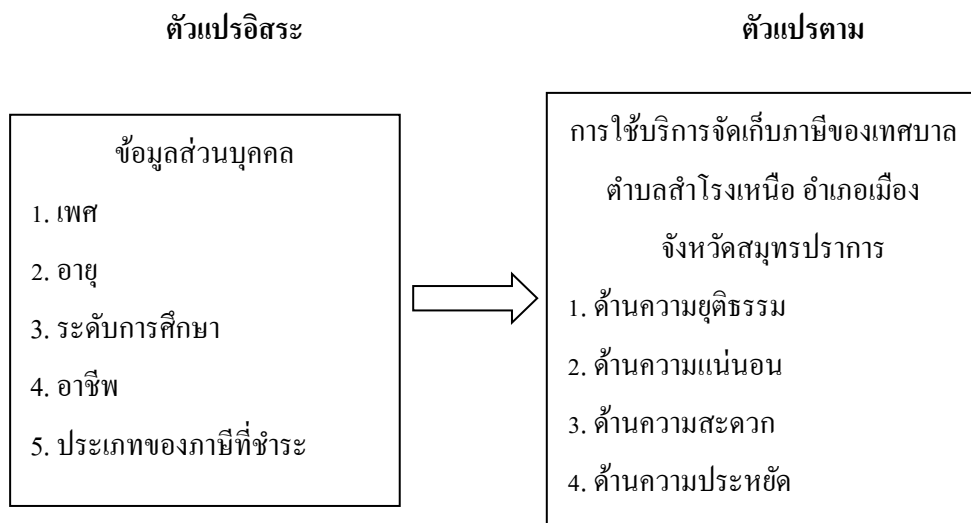 ตัวแปรอิสระ
ตัวแปรตาม
ข้อมูลส่วนบุคคล
1. เพศ
2. อายุ
3. ระดับการศึกษา
4. อาชีพ
5. ประเภทของภาษีที่ชำระ
การใช้บริการจัดเก็บภาษีของเทศบาล
ตำบลสำโรงเหนือ อำเภอเมือง
จังหวัดสมุทรปราการ
1. ด้านความยุติธรรม
2. ด้านความแน่นอน
3. ด้านความสะดวก
4. ด้านความประหยัด